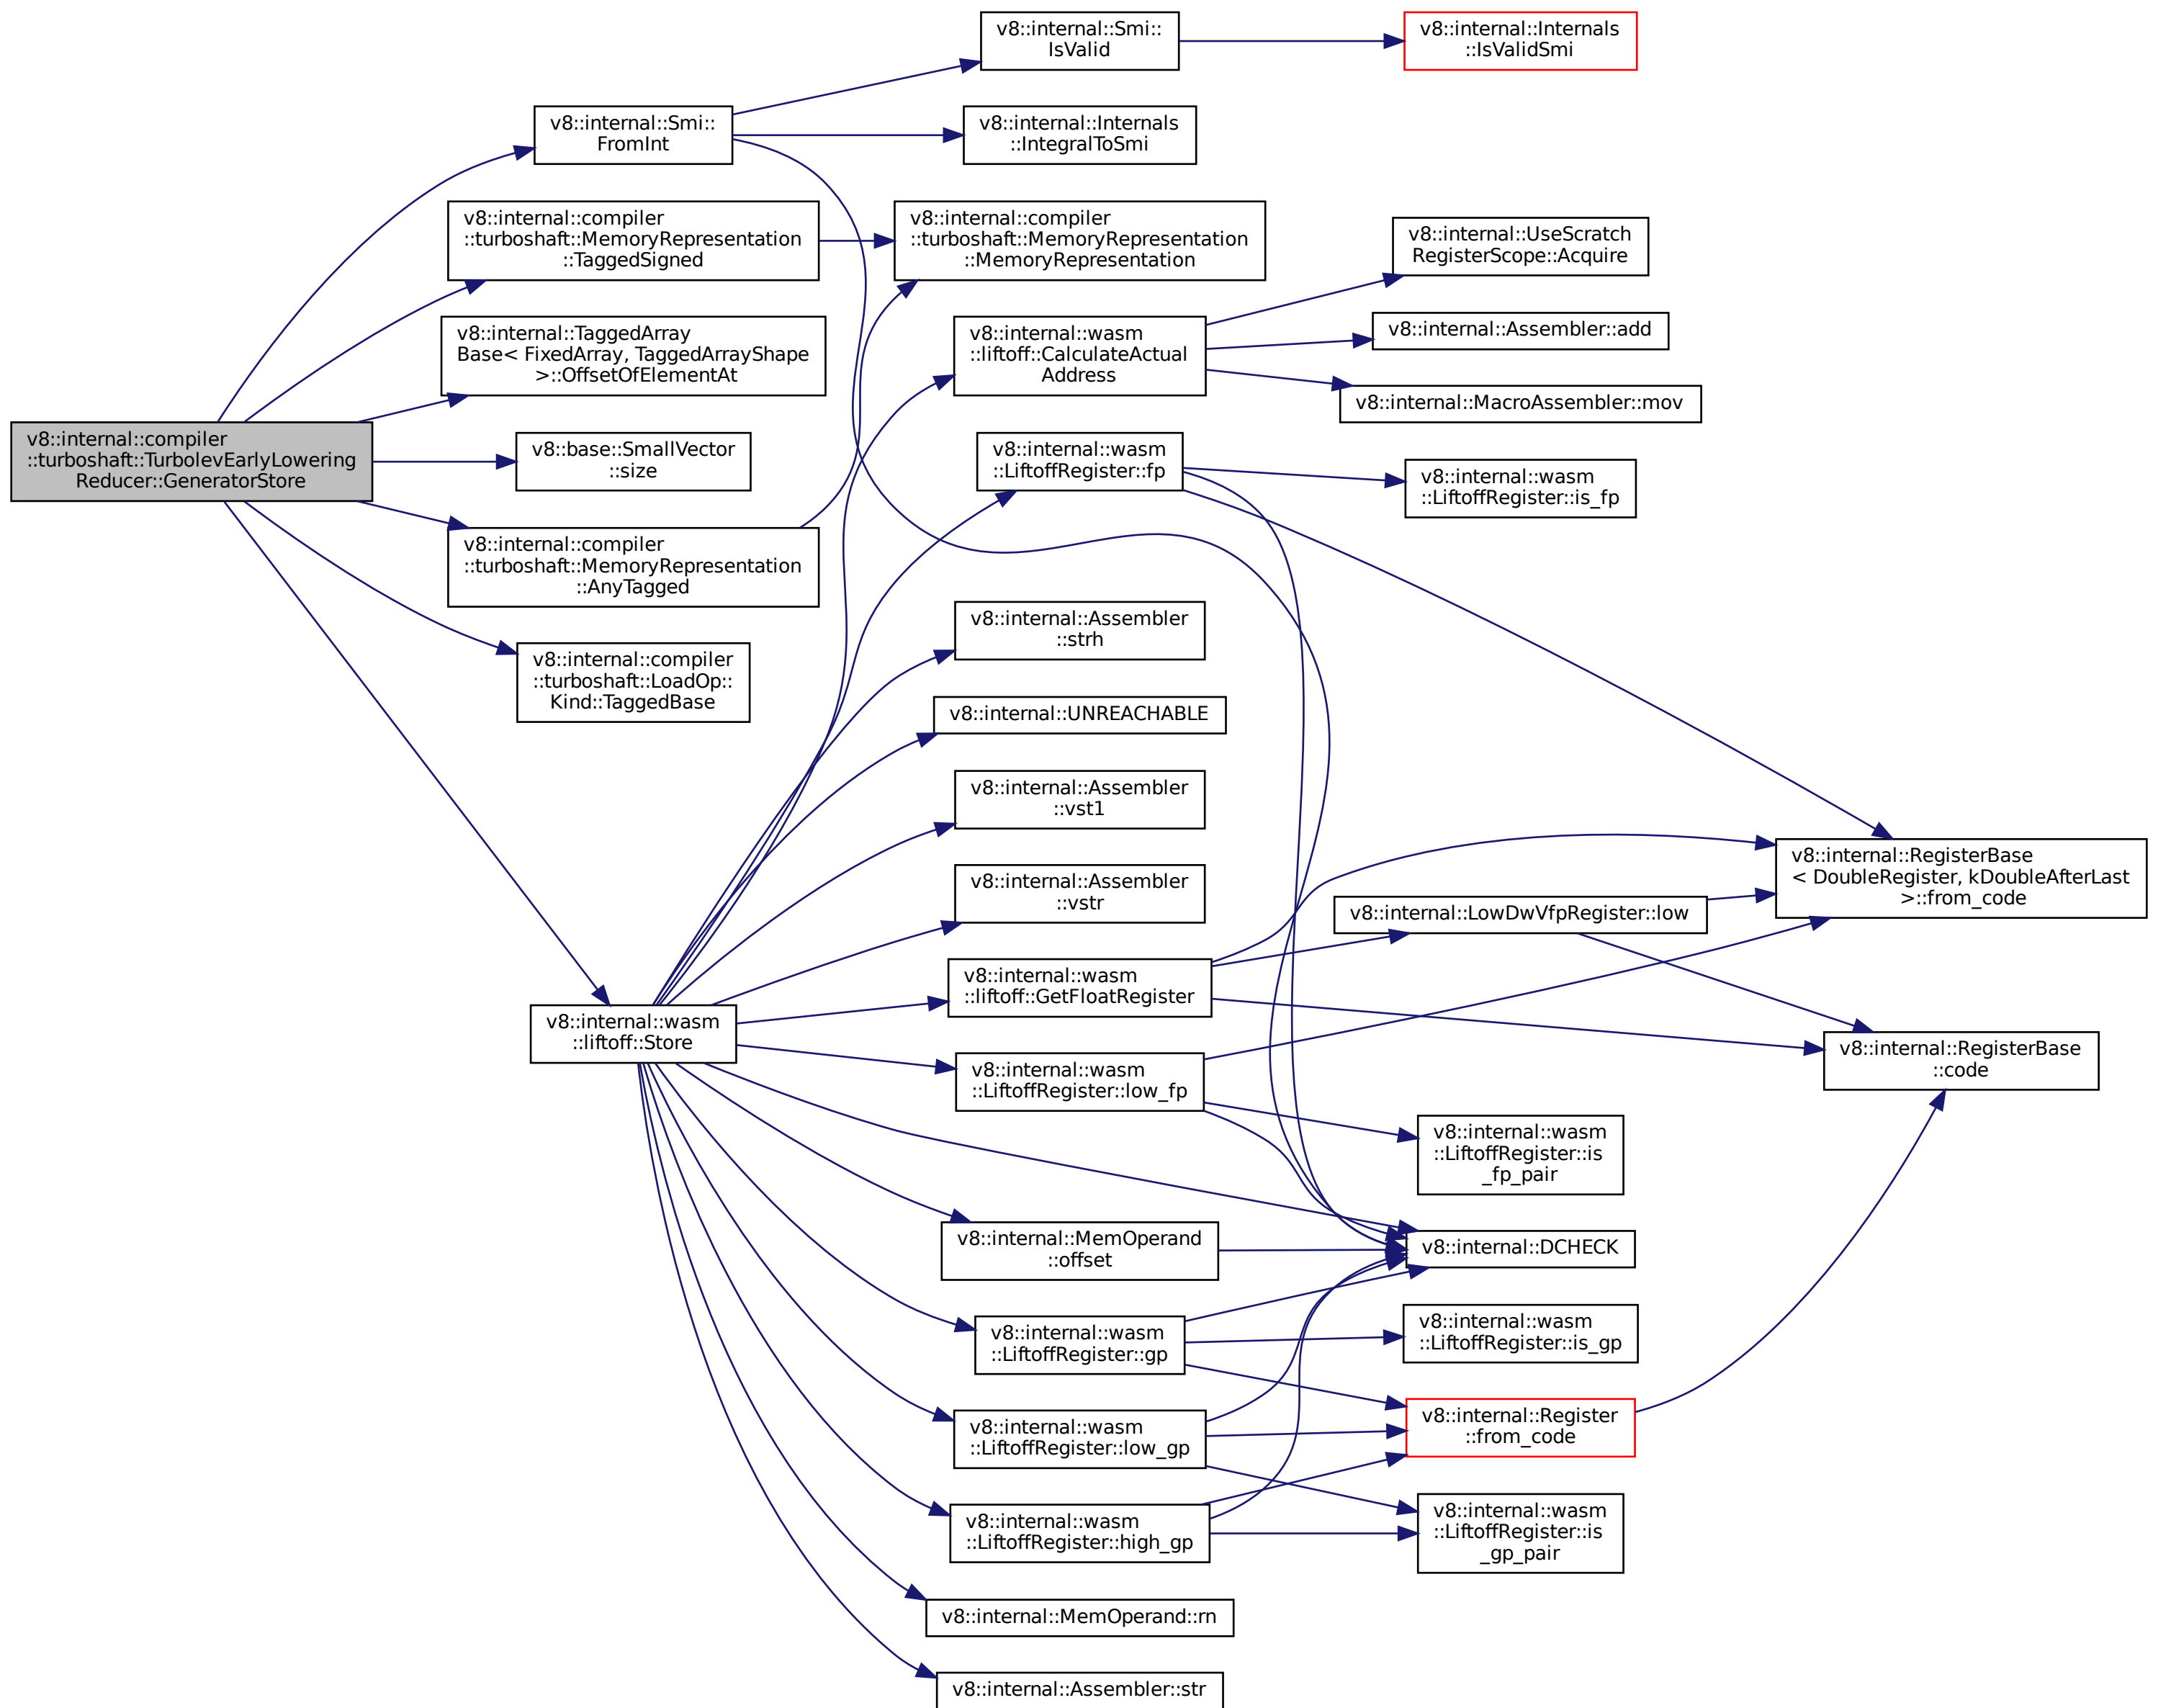 v8::internal::Smi::
IsValid
v8::internal::Internals
::IsValidSmi
v8::internal::Smi::
FromInt
v8::internal::Internals
::IntegralToSmi
v8::internal::compiler
::turboshaft::MemoryRepresentation
::TaggedSigned
v8::internal::compiler
::turboshaft::MemoryRepresentation
::MemoryRepresentation
v8::internal::UseScratch
RegisterScope::Acquire
v8::internal::TaggedArray
Base< FixedArray, TaggedArrayShape
>::OffsetOfElementAt
v8::internal::wasm
::liftoff::CalculateActual
Address
v8::internal::Assembler::add
v8::internal::MacroAssembler::mov
v8::internal::compiler
::turboshaft::TurbolevEarlyLowering
Reducer::GeneratorStore
v8::base::SmallVector
::size
v8::internal::wasm
::LiftoffRegister::fp
v8::internal::wasm
::LiftoffRegister::is_fp
v8::internal::compiler
::turboshaft::MemoryRepresentation
::AnyTagged
v8::internal::Assembler
::strh
v8::internal::compiler
::turboshaft::LoadOp::
Kind::TaggedBase
v8::internal::UNREACHABLE
v8::internal::Assembler
::vst1
v8::internal::Assembler
::vstr
v8::internal::LowDwVfpRegister::low
v8::internal::RegisterBase
< DoubleRegister, kDoubleAfterLast
>::from_code
v8::internal::wasm
::liftoff::GetFloatRegister
v8::internal::wasm
::liftoff::Store
v8::internal::RegisterBase
::code
v8::internal::wasm
::LiftoffRegister::low_fp
v8::internal::wasm
::LiftoffRegister::is
_fp_pair
v8::internal::MemOperand
::offset
v8::internal::DCHECK
v8::internal::wasm
::LiftoffRegister::gp
v8::internal::wasm
::LiftoffRegister::is_gp
v8::internal::wasm
::LiftoffRegister::low_gp
v8::internal::Register
::from_code
v8::internal::wasm
::LiftoffRegister::high_gp
v8::internal::wasm
::LiftoffRegister::is
_gp_pair
v8::internal::MemOperand::rn
v8::internal::Assembler::str